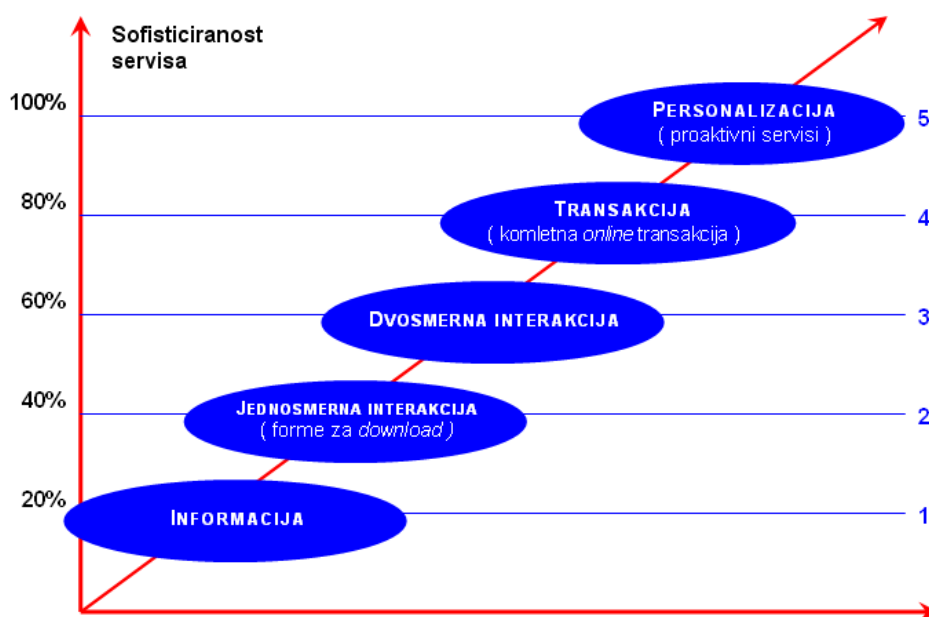 Sofisticiranost
servisa
100%
PERSONALIZACIJA
( proaktivni servisi )
5
80%
TRANSAKCIJA
( komletna online transakcija )
4
60%
DVOSMERNA INTERAKCIJA
3
40%
JEDNOSMERNA INTERAKCIJA
( forme za download )
2
20%
INFORMACIJA
1